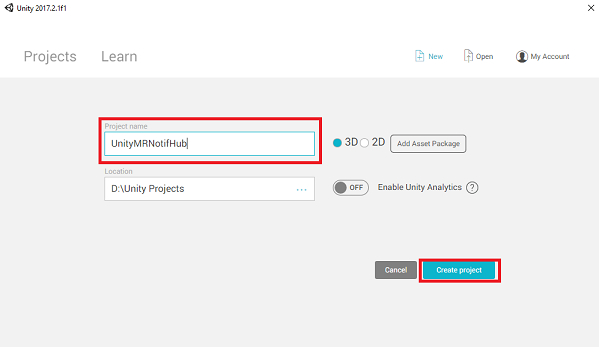 Unity 2017.2.1f1
Projects Learn New Open My Account
Project name
UnityMRNotifHub 3D 2D Add Asset Package
Location
D:\Unity Projects ... OFF Enable Unity Analytics ?
Cancel Create project